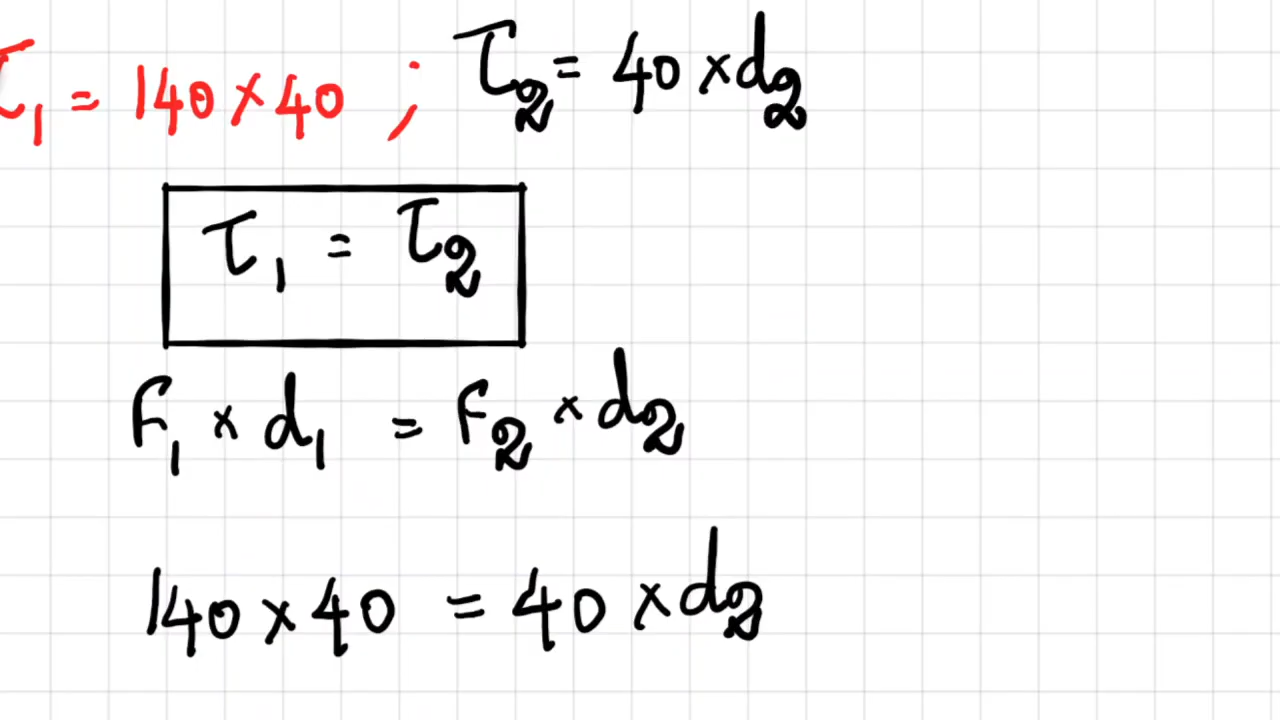 τ₁ = 140 × 40 ; τ₂ = 40 × d₂
τ₁ = τ₂
F₁ × d₁ = F₂ × d₂
140 × 40 = 40 × d₂